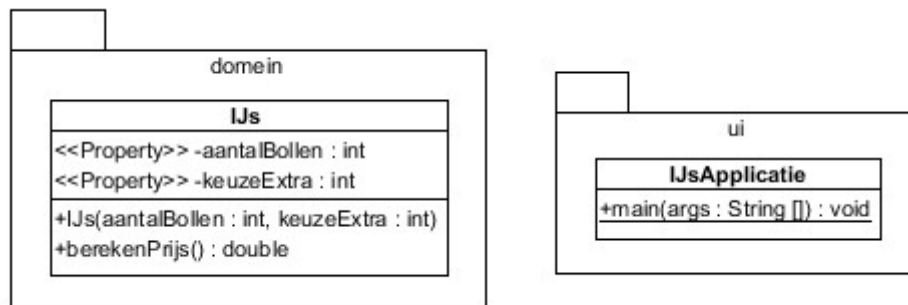 domein
IJs
<<Property>> -aantalBollen : int
<<Property>> -keuzeExtra : int
+IJs(aantalBollen : int, keuzeExtra : int)
+berekenPrijs() : double
ui
IJsApplicatie
+main(args : String []) : void